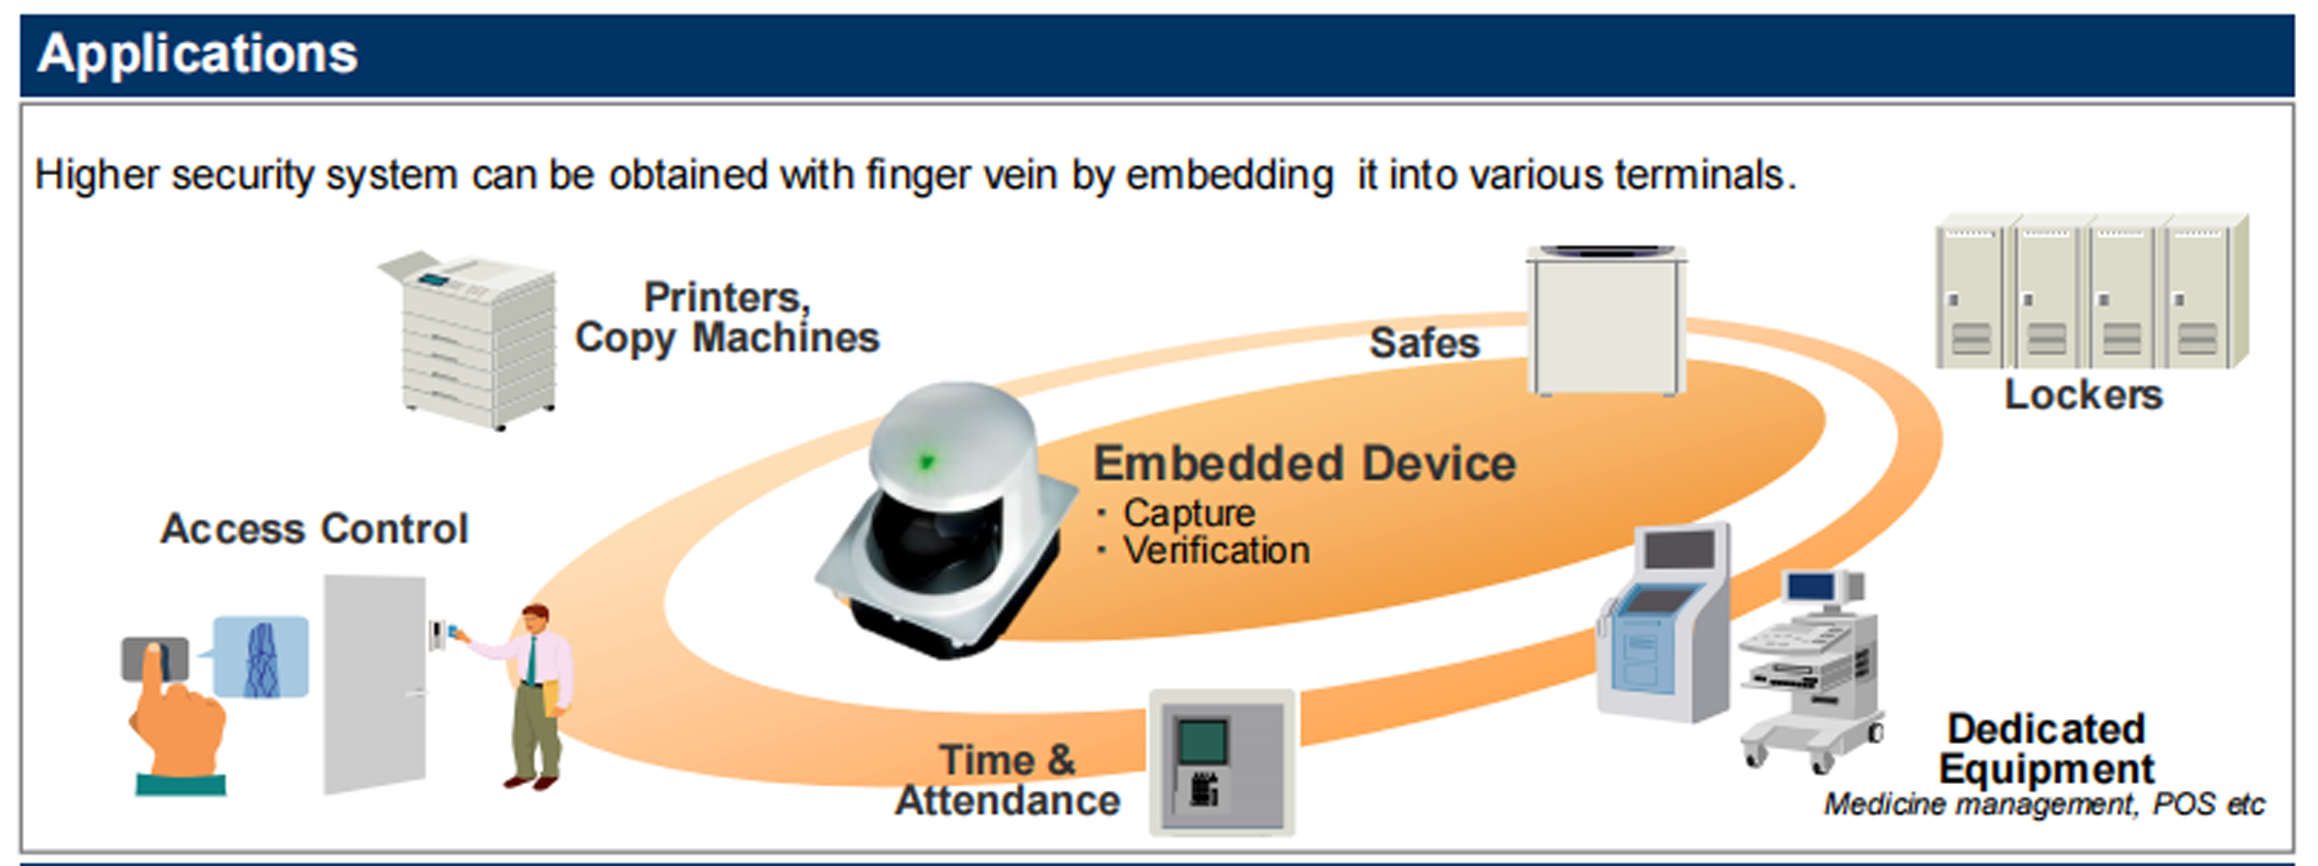 Applications
Higher security system can be obtained with finger vein by embedding  it into various terminals.
Printers,
Copy Machines
Safes
Lockers
Embedded Device
・Capture
・Verification
Access Control
Time &
Attendance
Dedicated
Equipment
Medicine management, POS etc